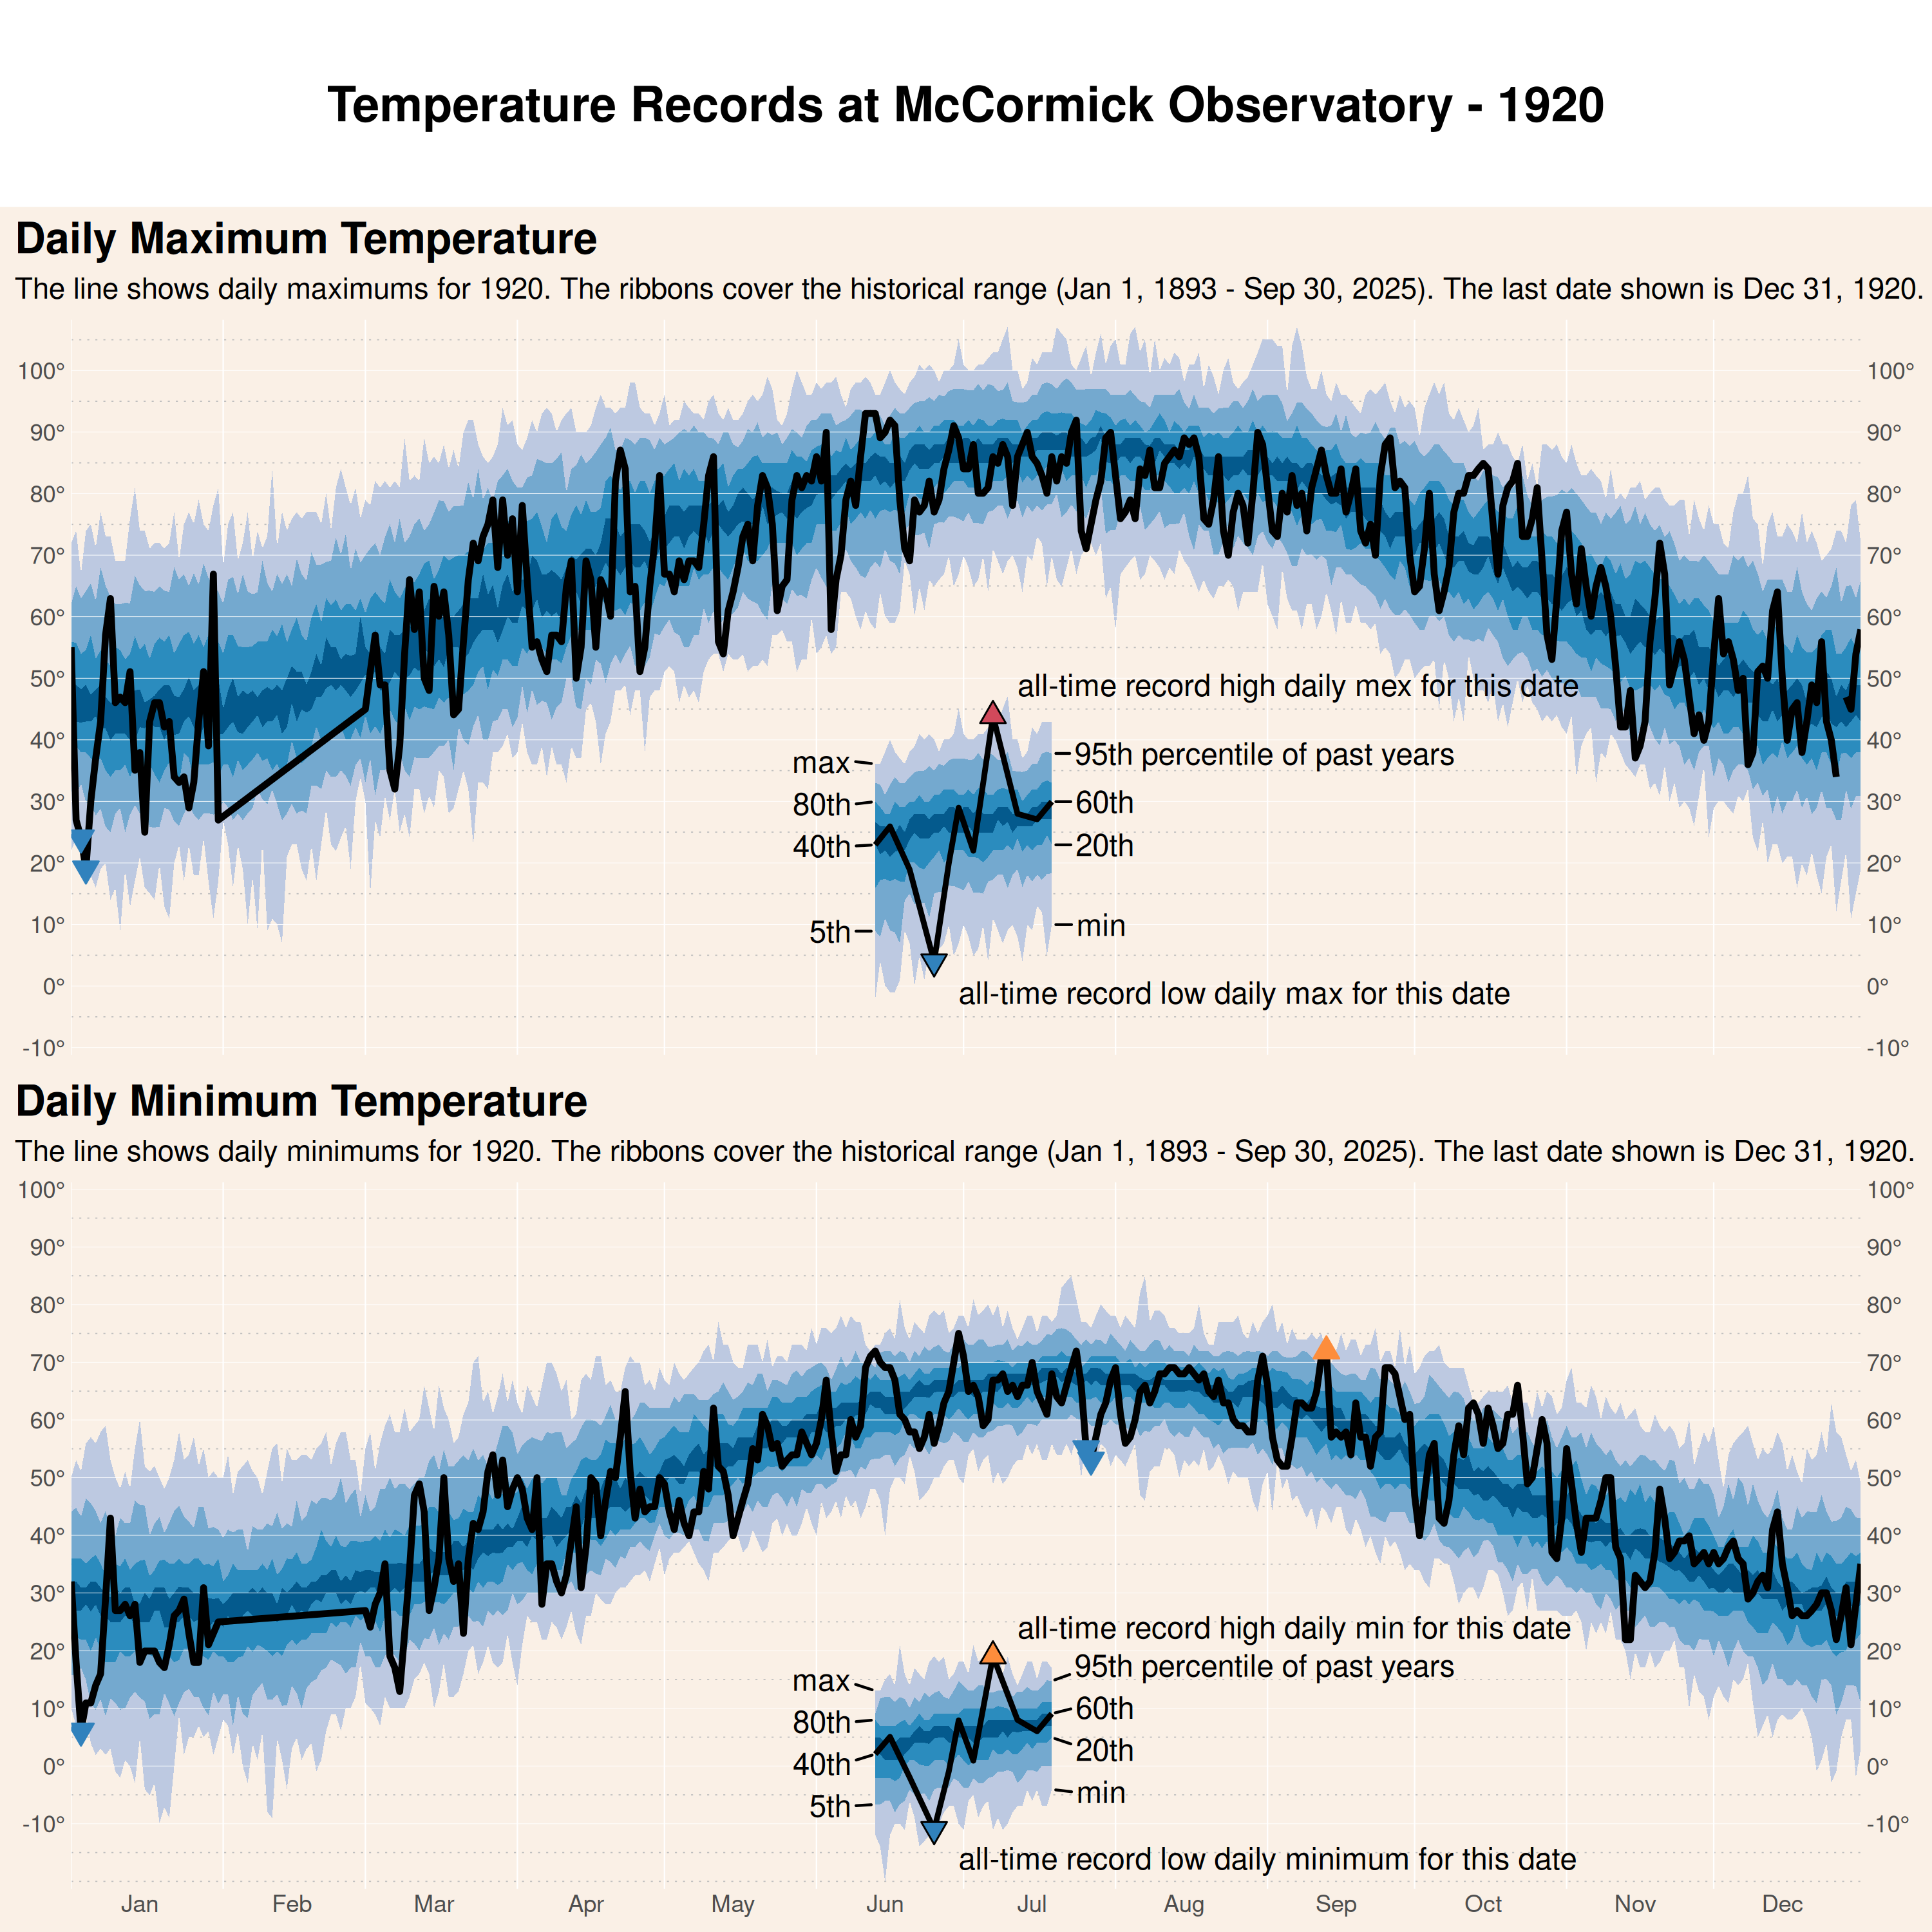 Temperature Records at McCormick Observatory - 1920
Daily Maximum Temperature
The line shows daily maximums for 1920. The ribbons cover the historical range (Jan 1, 1893 - Sep 30, 2025). The last date shown is Dec 31, 1920.
100° 100°
90° 90°
80° 80°
70° 70°
60° 60°
50° 50°
all-time record high daily mex for this date
40° 40°
max 95th percentile of past years
80th 60th
30° 30°
40th 20th
20° 20°
10° 10°
5th min
0° 0°
all-time record low daily max for this date
-10° -10°
Daily Minimum Temperature
The line shows daily minimums for 1920. The ribbons cover the historical range (Jan 1, 1893 - Sep 30, 2025). The last date shown is Dec 31, 1920.
100° 100°
90° 90°
80° 80°
70° 70°
60° 60°
50° 50°
40° 40°
30° 30°
all-time record high daily min for this date
20° 20°
max 95th percentile of past years
10° 10°
80th 60th
40th 20th
0° 0°
5th min
-10° -10°
all-time record low daily minimum for this date
Jan Feb Mar Apr May Jun Jul Aug Sep Oct Nov Dec